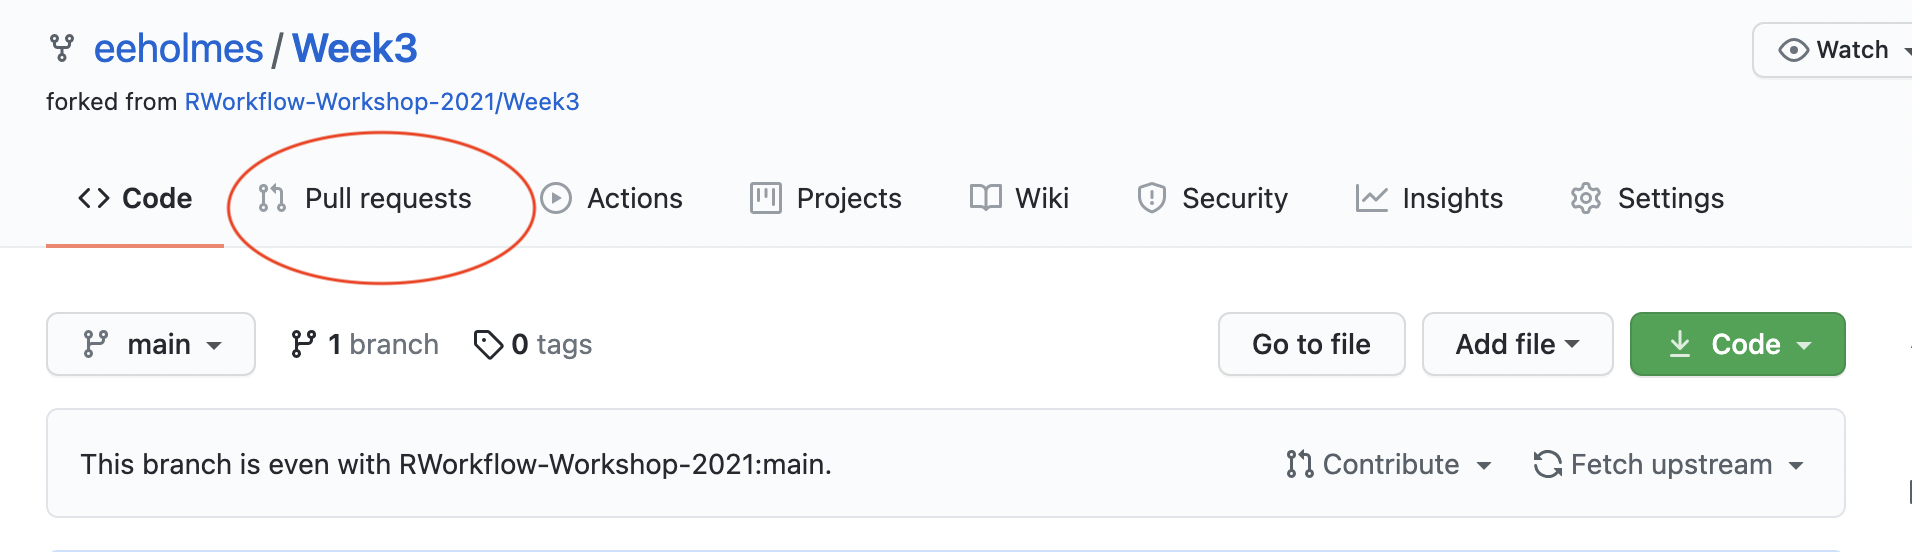 eeholmes / Week3
Watch
forked from RWorkflow-Workshop-2021/Week3
Code Pull requests Actions Projects Wiki Security Insights Settings
main 1 branch 0 tags Go to file Add file Code
This branch is even with RWorkflow-Workshop-2021:main. Contribute Fetch upstream